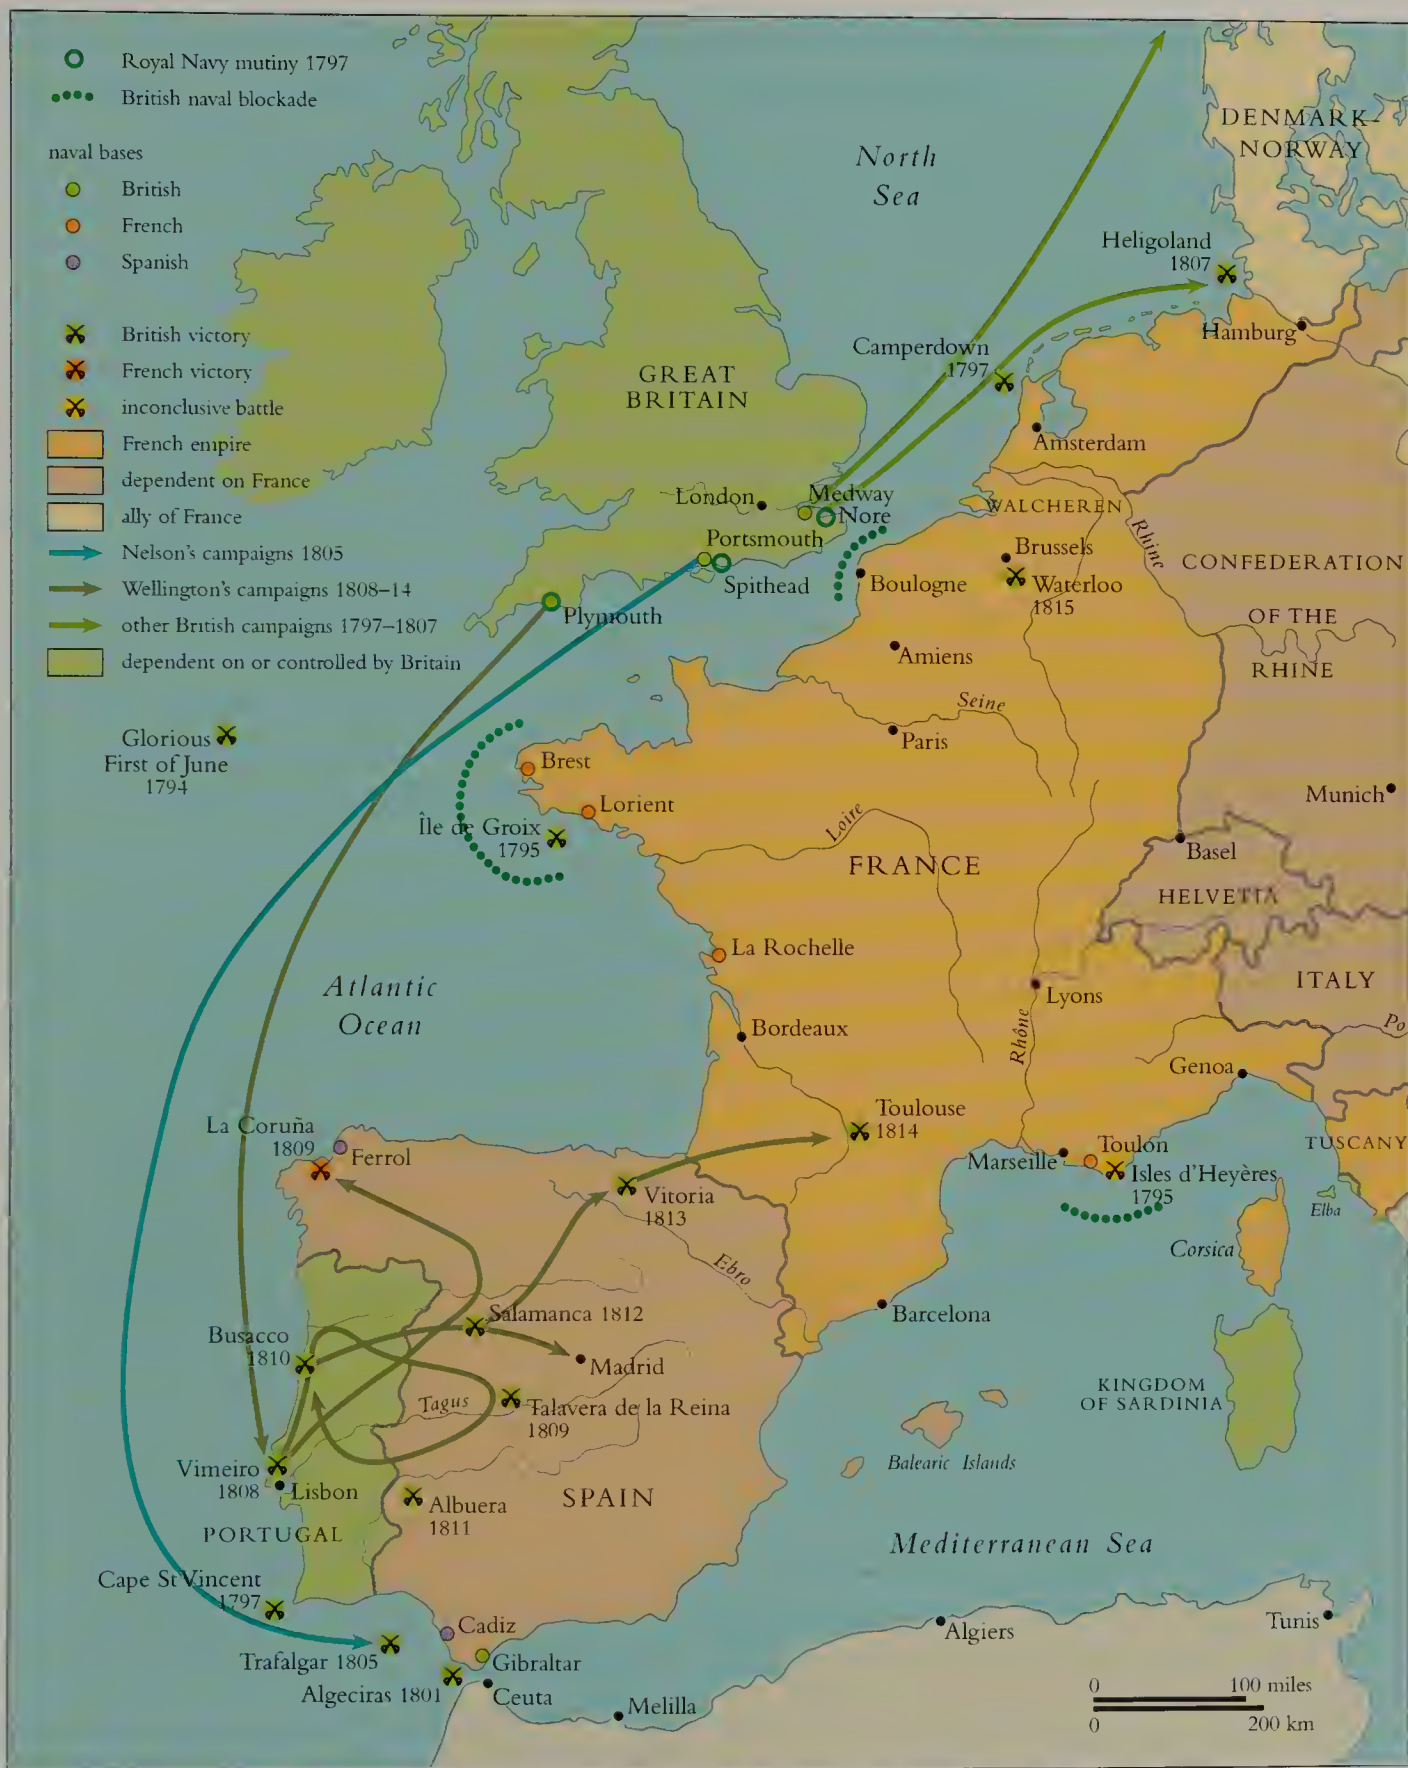 Royal Navy mutiny 1797
British naval blockade
naval bases
British
French
Spanish
British victory
French victory
inconclusive battle
French empire
dependent on France
ally of France
Nelson's campaigns 1805
Wellington's campaigns 1808–14
other British campaigns 1797–1807
dependent on or controlled by Britain
North
Sea
DENMARK-
NORWAY
Heligoland
1807
Hamburg
Camperdown
1797
GREAT
BRITAIN
Amsterdam
London
Medway
Nore
WALCHEREN
Rhine
Portsmouth
Spithead
Plymouth
Boulogne
Brussels
Waterloo
1815
CONFEDERATION
OF THE
RHINE
Amiens
Seine
Paris
Glorious
First of June
1794
Brest
Lorient
Île de Groix
1795
Loire
FRANCE
Munich
Basel
HELVETIA
La Rochelle
Atlantic
Ocean
Lyons
ITALY
Bordeaux
Rhône
Po
Genoa
La Coruña
1809
Ferrol
Toulouse
1814
Marseille
Toulon
Isles d'Heyères
1795
TUSCANY
Elba
Vitoria
1813
Corsica
Ebro
Salamanca 1812
Barcelona
Busacco
1810
Madrid
Tagus
Talavera de la Reina
1809
KINGDOM
OF SARDINIA
Balearic Islands
Vimeiro
1808
Lisbon
Albuera
1811
SPAIN
PORTUGAL
Mediterranean Sea
Cape St Vincent
1797
Cadiz
Trafalgar 1805
Gibraltar
Algeciras 1801
Ceuta
Melilla
Algiers
Tunis
0 100 miles
0 200 km